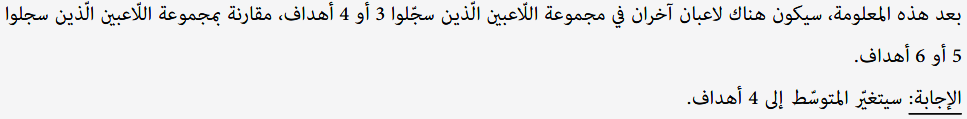 بعد هذه المعلومة، سيكون هناك لاعبان آخران في مجموعة اللّاعبين الّذين سجّلوا 3 أو 4 أهداف، مقارنة بمجموعة اللّاعبين الّذين سجلوا
5 أو 6 أهداف.
الإجابة: سيتغيّر المتوسّط إلى 4 أهداف.